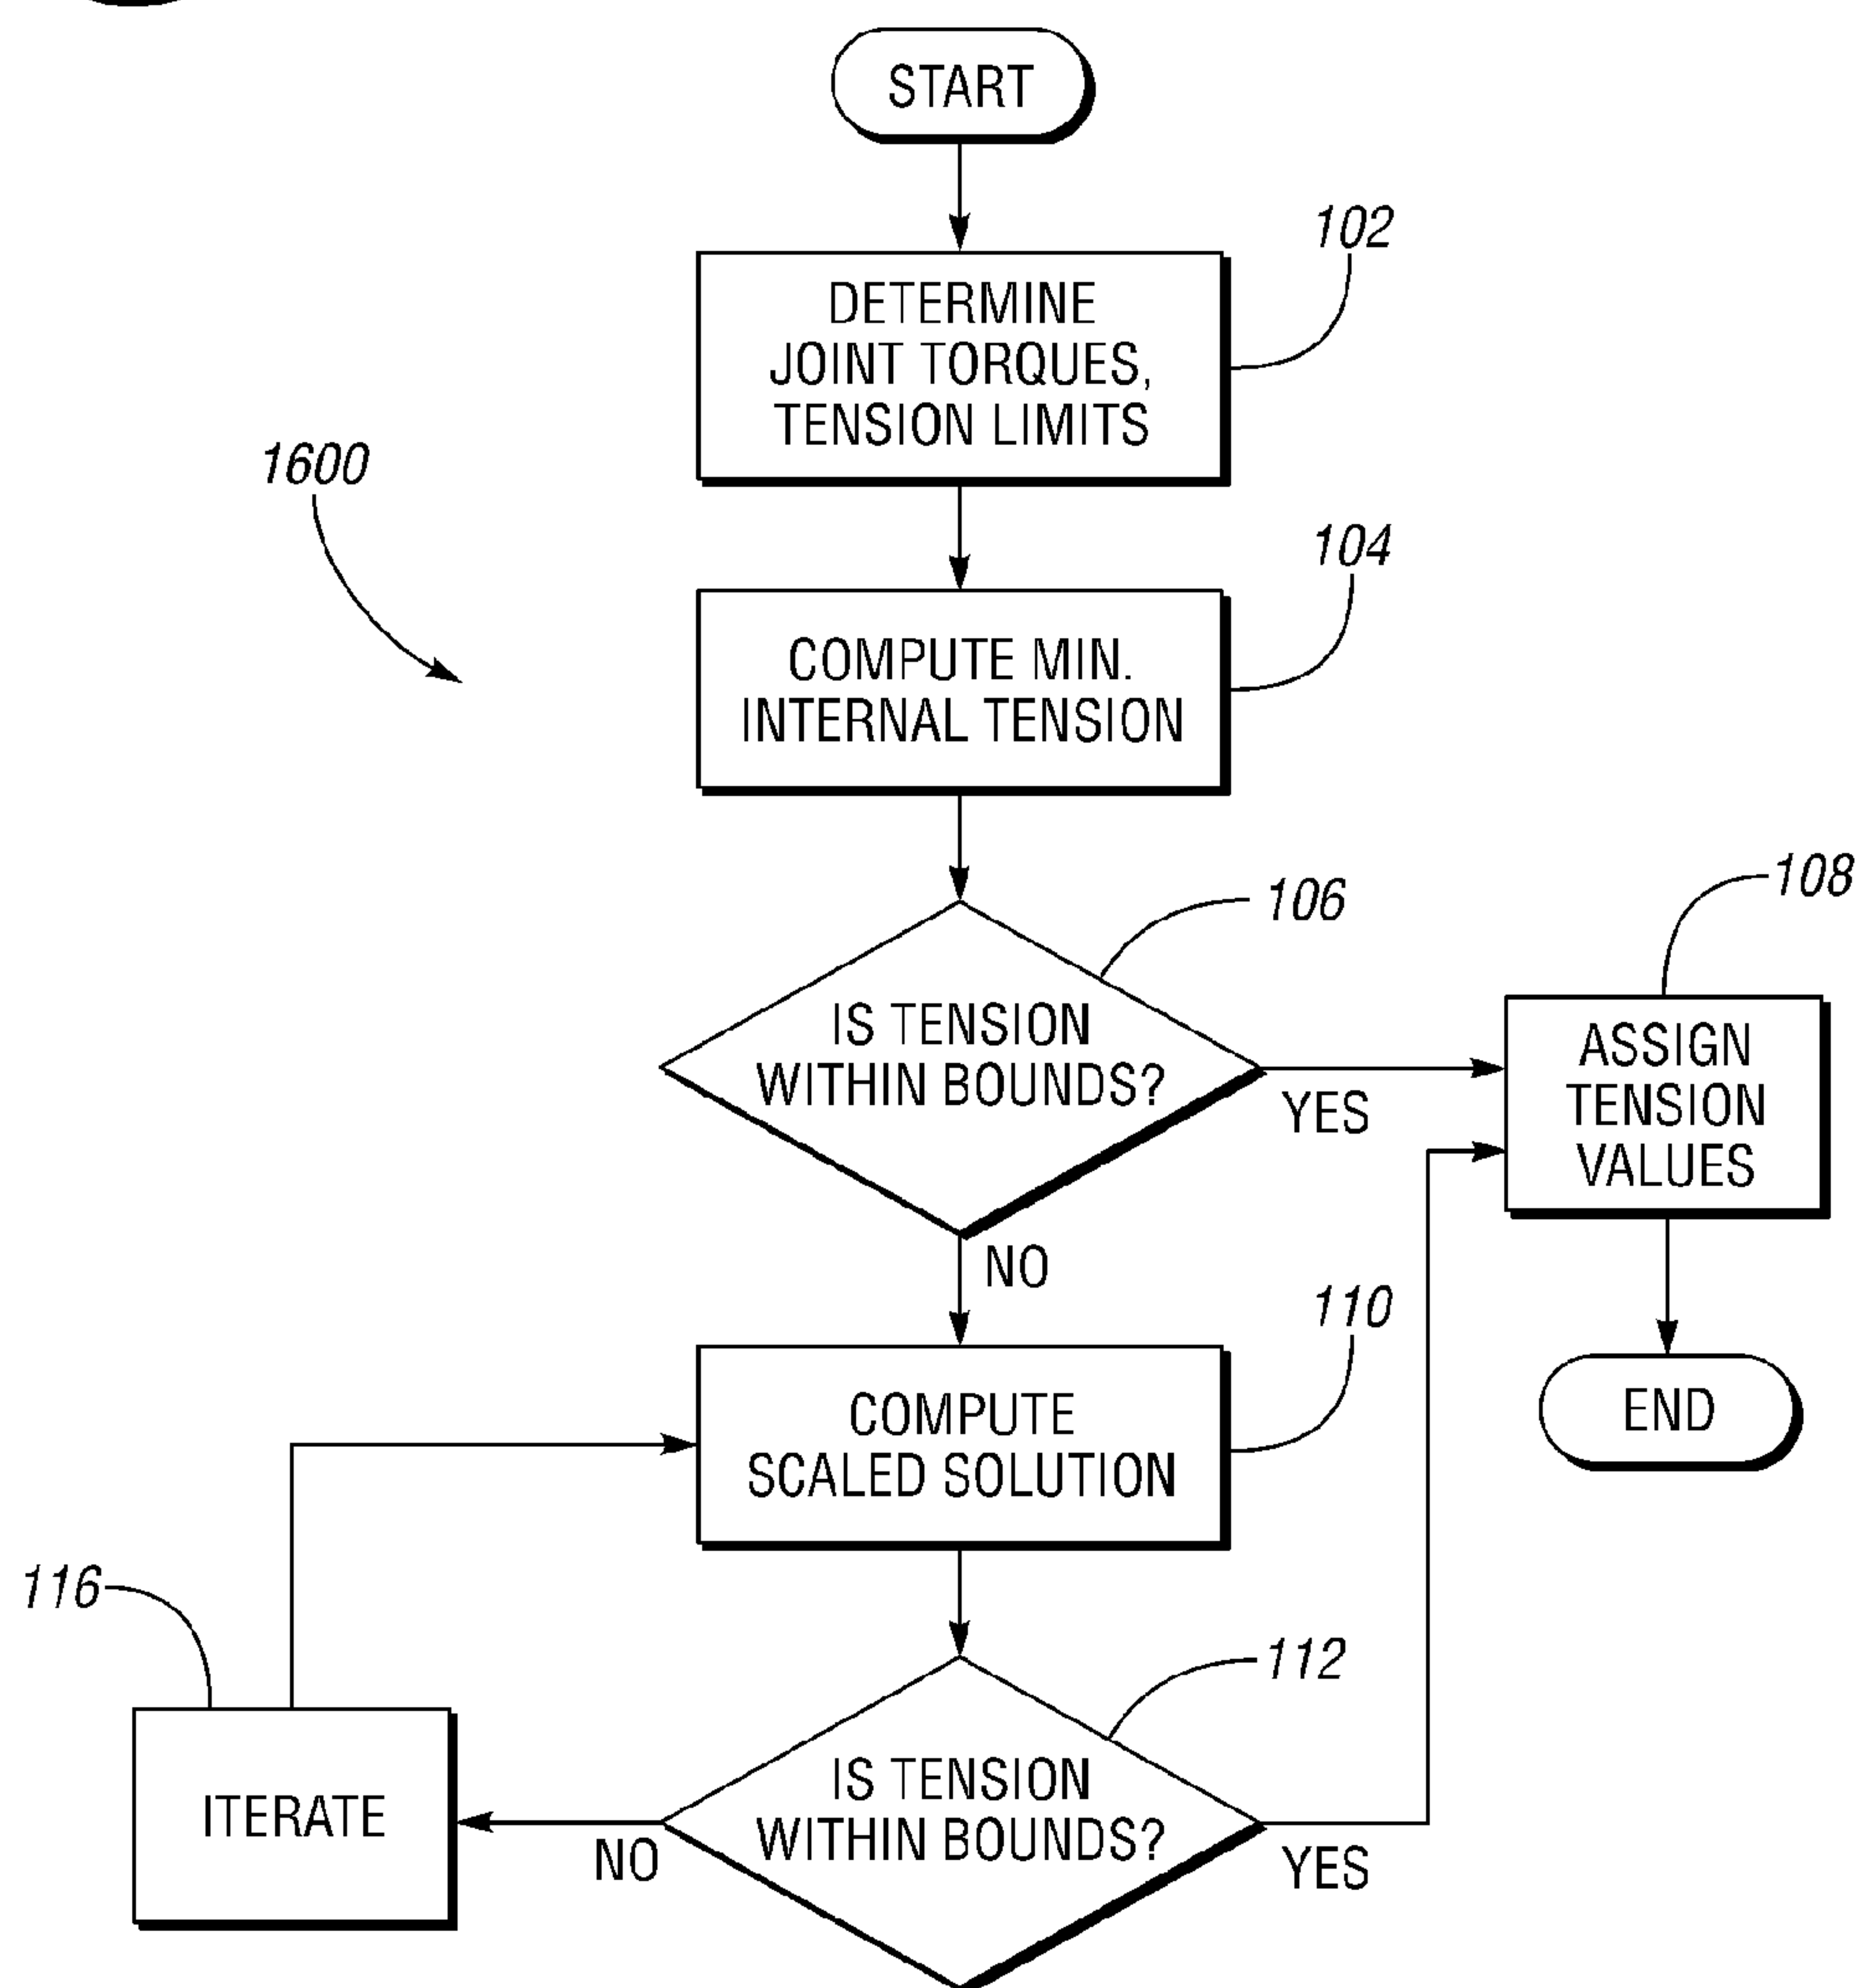 START
102
DETERMINE
JOINT TORQUES,
TENSION LIMITS
1600
104
COMPUTE MIN.
INTERNAL TENSION
106
108
IS TENSION
WITHIN BOUNDS?
YES
ASSIGN
TENSION
VALUES
NO
110
END
COMPUTE
SCALED SOLUTION
116
112
IS TENSION
WITHIN BOUNDS?
ITERATE
NO
YES